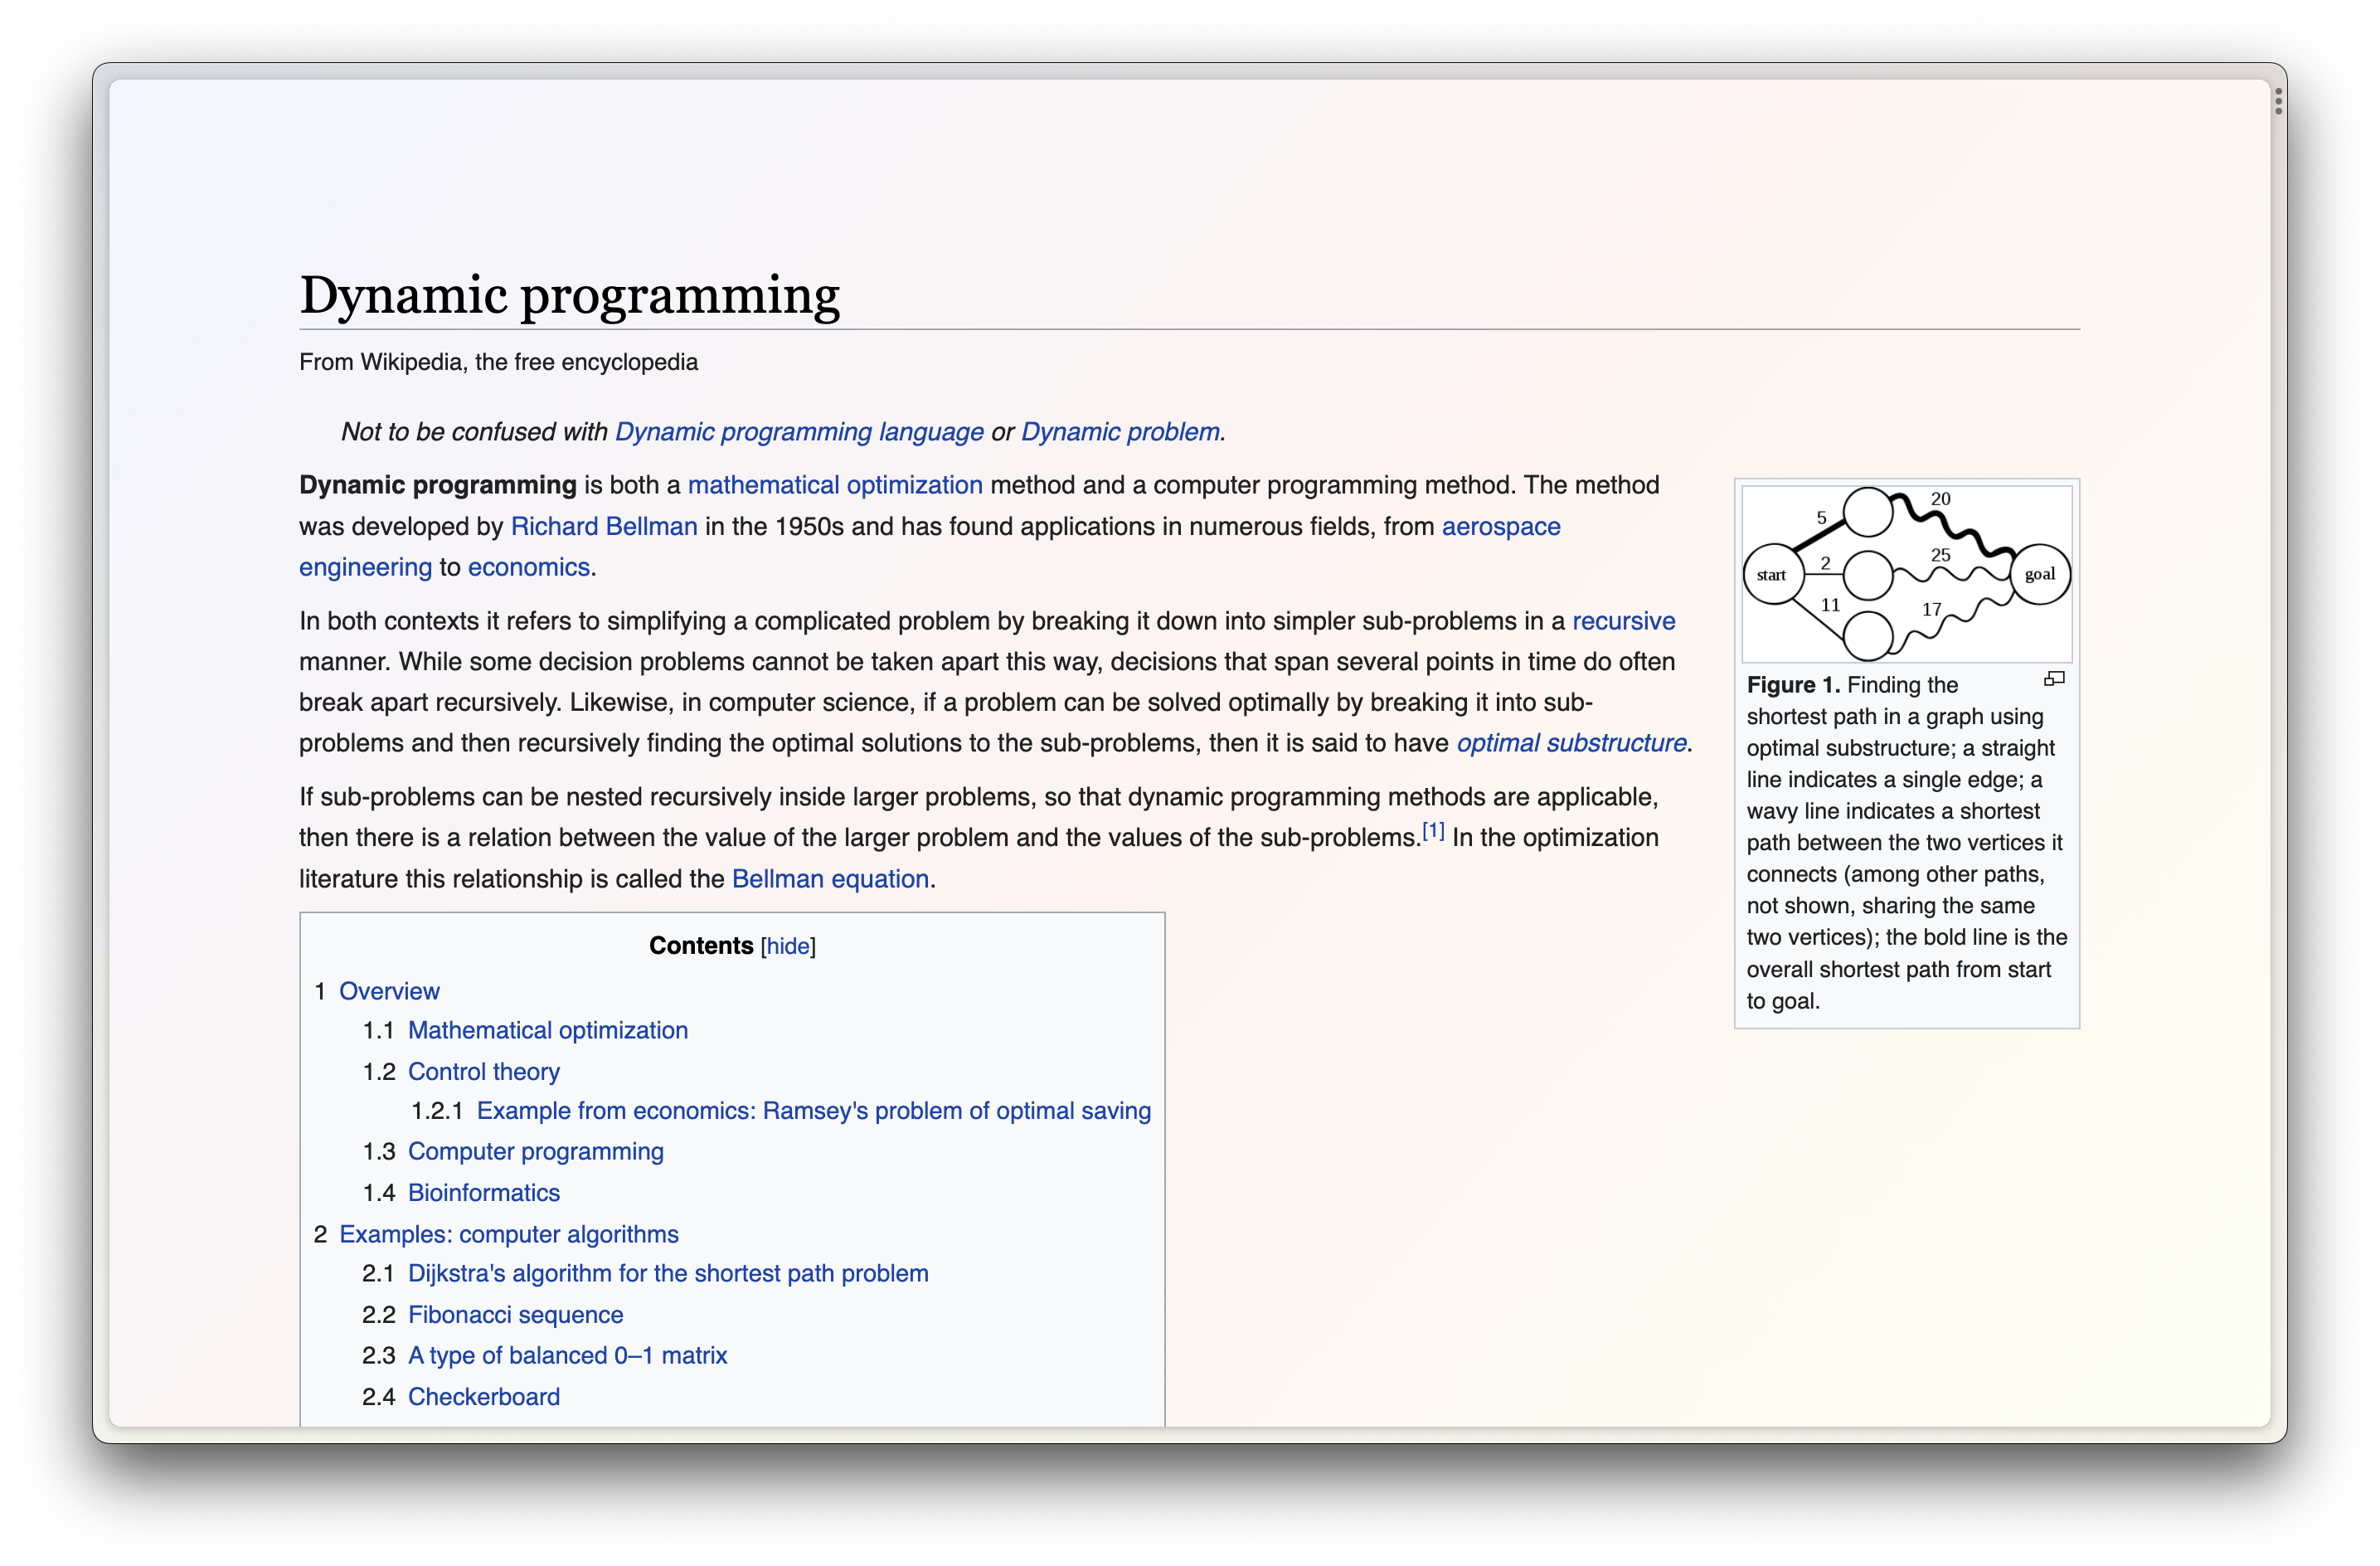 Dynamic programming
From Wikipedia, the free encyclopedia
Not to be confused with Dynamic programming language or Dynamic problem.
Dynamic programming is both a mathematical optimization method and a computer programming method. The method
was developed by Richard Bellman in the 1950s and has found applications in numerous fields, from aerospace
engineering to economics.
In both contexts it refers to simplifying a complicated problem by breaking it down into simpler sub-problems in a recursive
manner. While some decision problems cannot be taken apart this way, decisions that span several points in time do often
break apart recursively. Likewise, in computer science, if a problem can be solved optimally by breaking it into sub-
problems and then recursively finding the optimal solutions to the sub-problems, then it is said to have optimal substructure.
If sub-problems can be nested recursively inside larger problems, so that dynamic programming methods are applicable,
then there is a relation between the value of the larger problem and the values of the sub-problems.[1] In the optimization
literature this relationship is called the Bellman equation.
20
5
25
2
start
goal
11
17
Figure 1. Finding the
shortest path in a graph using
optimal substructure; a straight
line indicates a single edge; a
wavy line indicates a shortest
path between the two vertices it
connects (among other paths,
not shown, sharing the same
two vertices); the bold line is the
overall shortest path from start
to goal.
Contents [hide]
1 Overview
1.1 Mathematical optimization
1.2 Control theory
1.2.1 Example from economics: Ramsey's problem of optimal saving
1.3 Computer programming
1.4 Bioinformatics
2 Examples: computer algorithms
2.1 Dijkstra's algorithm for the shortest path problem
2.2 Fibonacci sequence
2.3 A type of balanced 0–1 matrix
2.4 Checkerboard